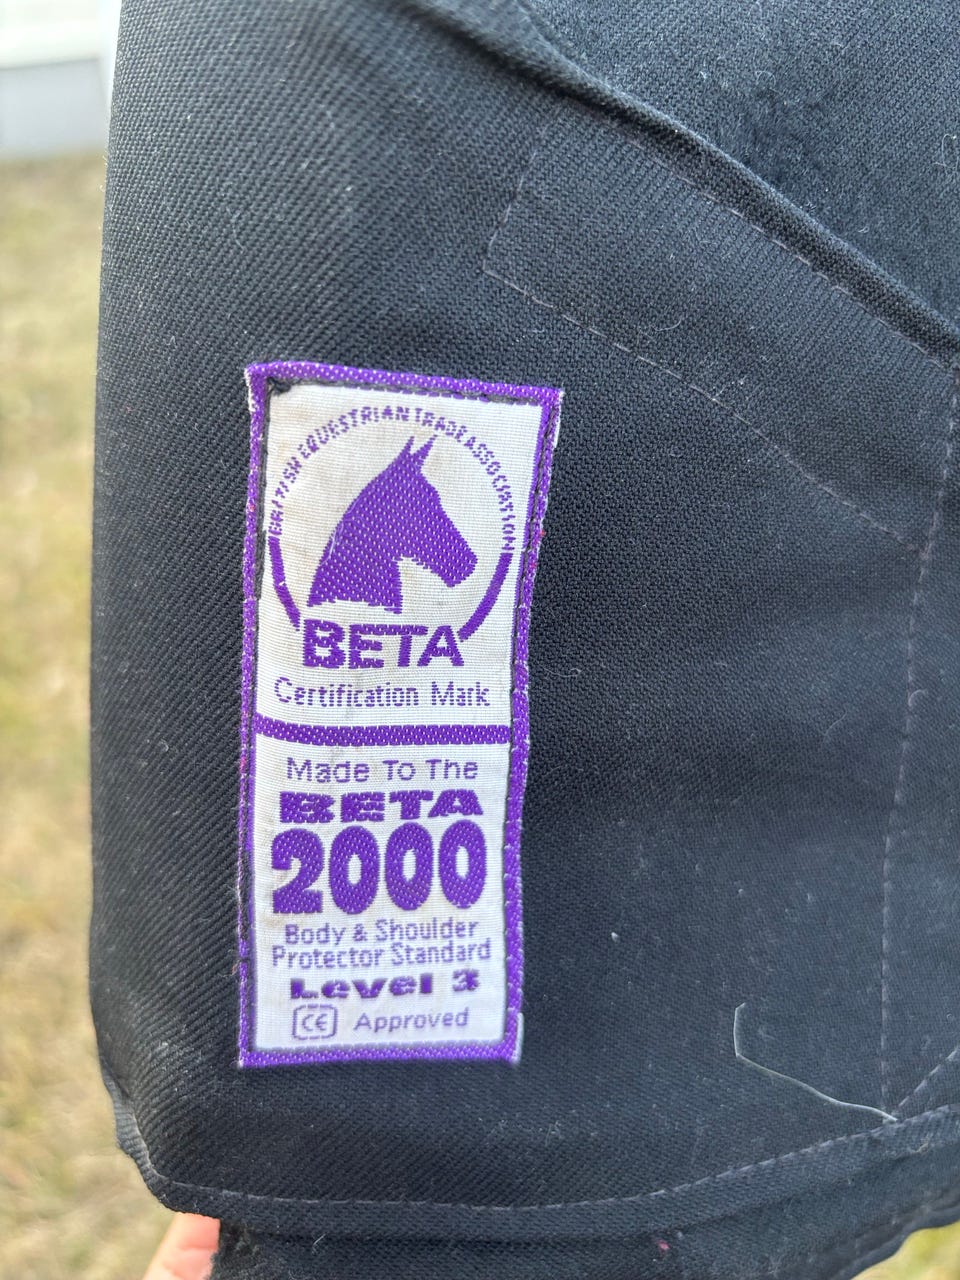 BRITISH EQUESTRIAN TRADE ASSOCIATION
BETA
Certification Mark
Made To The
BETA
2000
Body & Shoulder
Protector Standard
Level 3
CE Approved